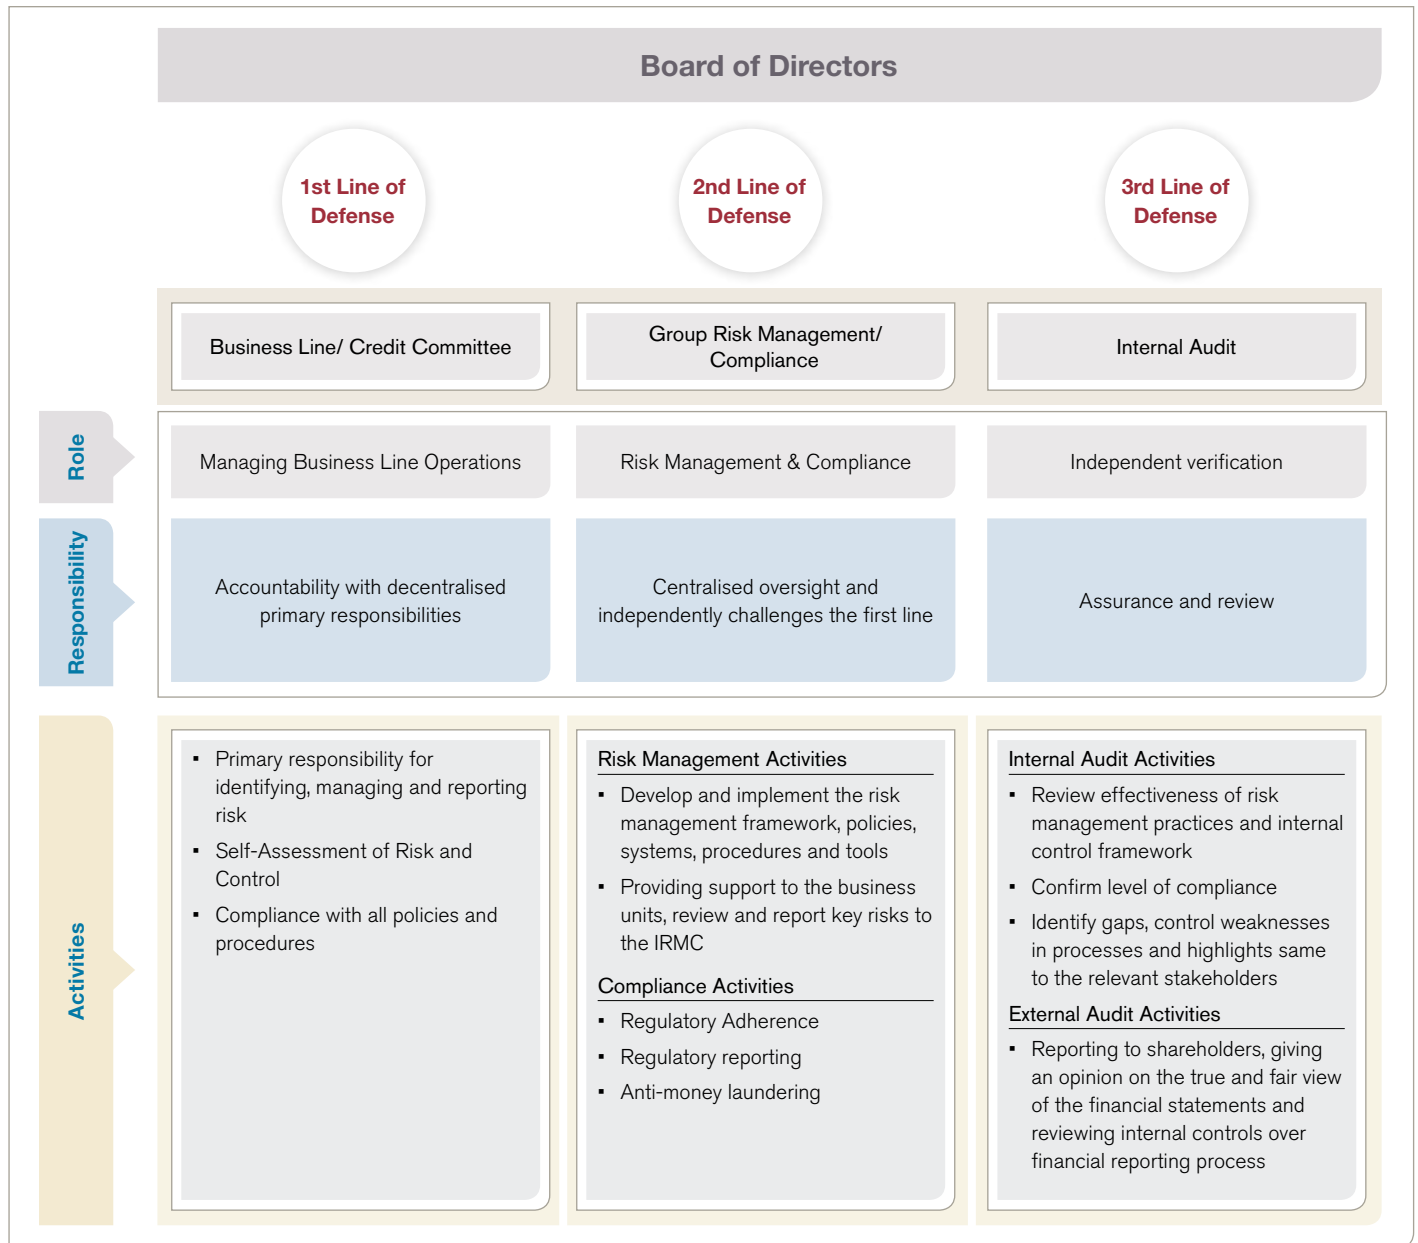 Board of Directors
1st Line of
Defense
2nd Line of
Defense
3rd Line of
Defense
Business Line/ Credit Committee
Group Risk Management/
Compliance
Internal Audit
Role
Managing Business Line Operations
Risk Management & Compliance
Independent verification
Responsibility
Accountability with decentralised
primary responsibilities
Centralised oversight and
independently challenges the first line
Assurance and review
Activities
▪ Primary responsibility for
identifying, managing and reporting
risk
▪ Self-Assessment of Risk and
Control
▪ Compliance with all policies and
procedures
Risk Management Activities
▪ Develop and implement the risk
management framework, policies,
systems, procedures and tools
▪ Providing support to the business
units, review and report key risks to
the IRMC
Compliance Activities
▪ Regulatory Adherence
▪ Regulatory reporting
▪ Anti-money laundering
Internal Audit Activities
▪ Review effectiveness of risk
management practices and internal
control framework
▪ Confirm level of compliance
▪ Identify gaps, control weaknesses
in processes and highlights same
to the relevant stakeholders
External Audit Activities
▪ Reporting to shareholders, giving
an opinion on the true and fair view
of the financial statements and
reviewing internal controls over
financial reporting process